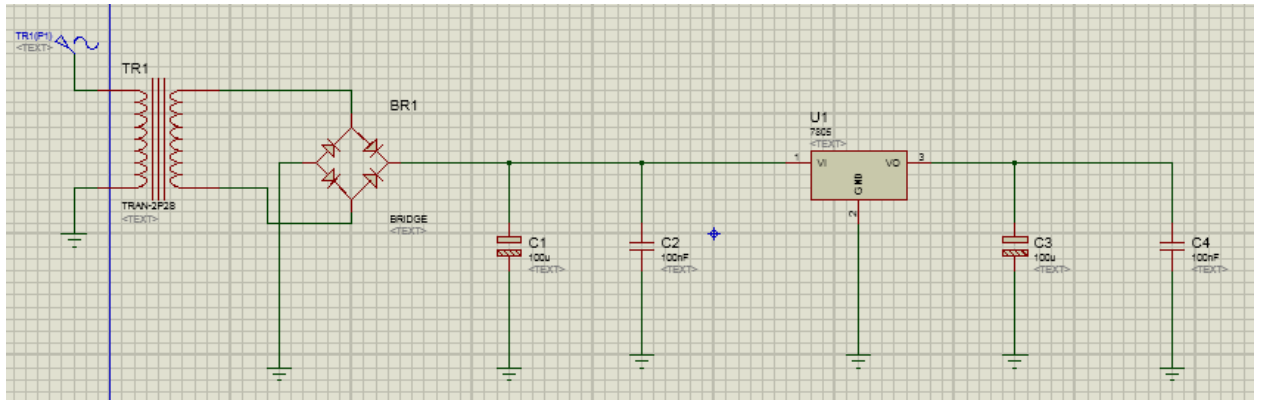 TR1(P1)
<TEXT>
TR1
TRAN-2P2S
<TEXT>
BR1
BRIDGE
<TEXT>
C1
100u
<TEXT>
C2
100nF
<TEXT>
U1
7805
<TEXT>
1
VI
VO
3
GND
2
C3
100u
<TEXT>
C4
100nF
<TEXT>